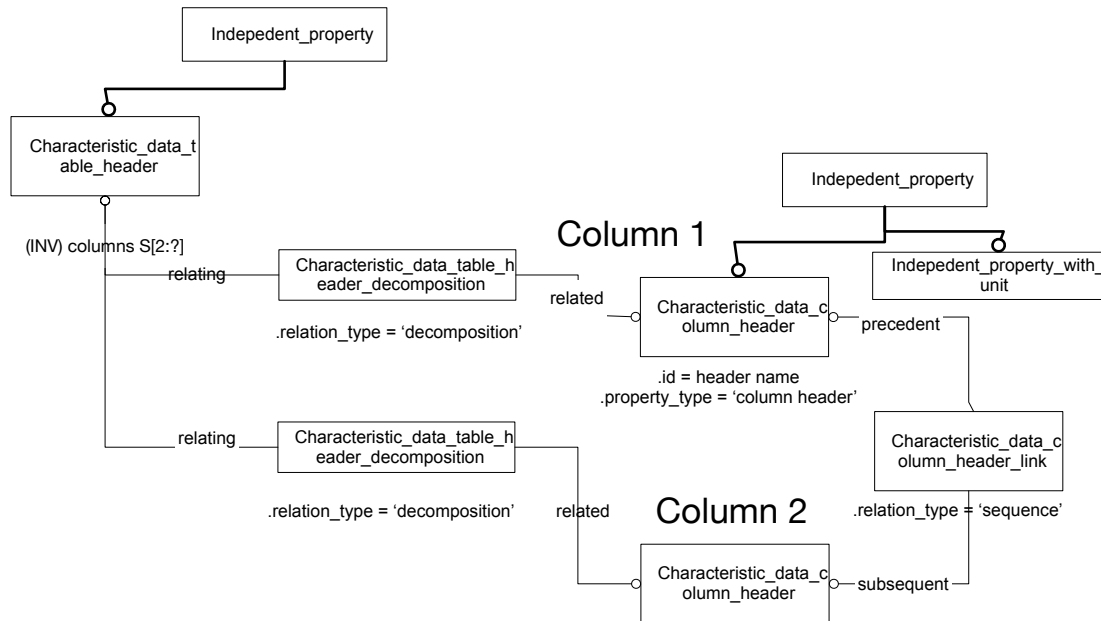 Indepedent_property
Characteristic_data_t
able_header
Indepedent_property
(INV) columns S[2:?]
Column 1
relating
Characteristic_data_table_h
eader_decomposition
related
Indepedent_property_with_
unit
Characteristic_data_c
olumn_header
precedent
.relation_type = ‘decomposition’
.id = header name
.property_type = ‘column header’
relating
Characteristic_data_table_h
eader_decomposition
Characteristic_data_c
olumn_header_link
.relation_type = ‘decomposition’
related
Column 2
.relation_type = ‘sequence’
Characteristic_data_c
olumn_header
subsequent